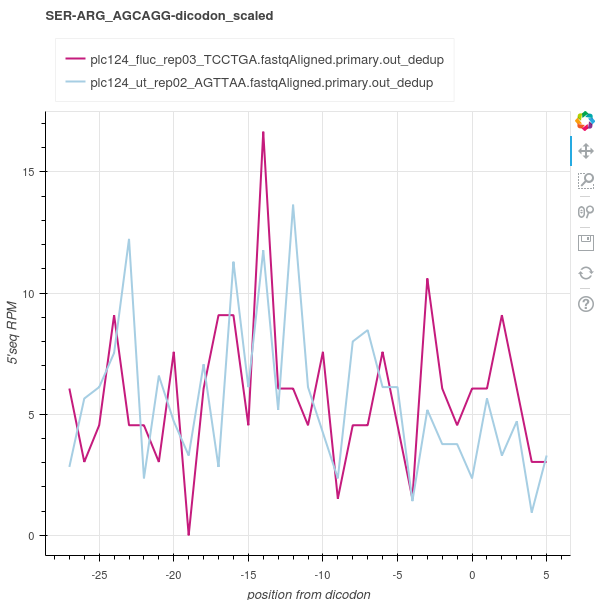 SER-ARG_AGCAGG-dicodon_scaled
plc124_fluc_rep03_TCCTGA.fastqAligned.primary.out_dedup
plc124_ut_rep02_AGTTAA.fastqAligned.primary.out_dedup
15
10
5
0
5'seq RPM
-25 -20 -15 -10 -5 0 5
position from dicodon